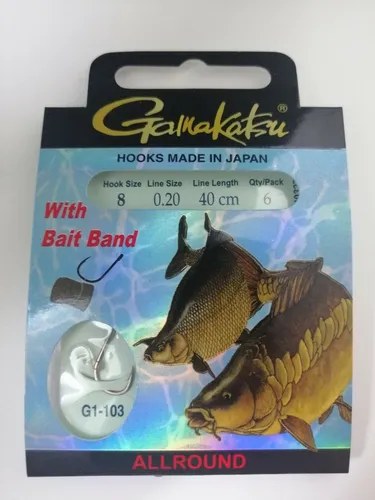 Gamakatsu®
HOOKS MADE IN JAPAN
Hook Size Line Size Line Length Qty/Pack
8 0.20 40 cm 6
With
Bait Band
G1-103
ALLROUND